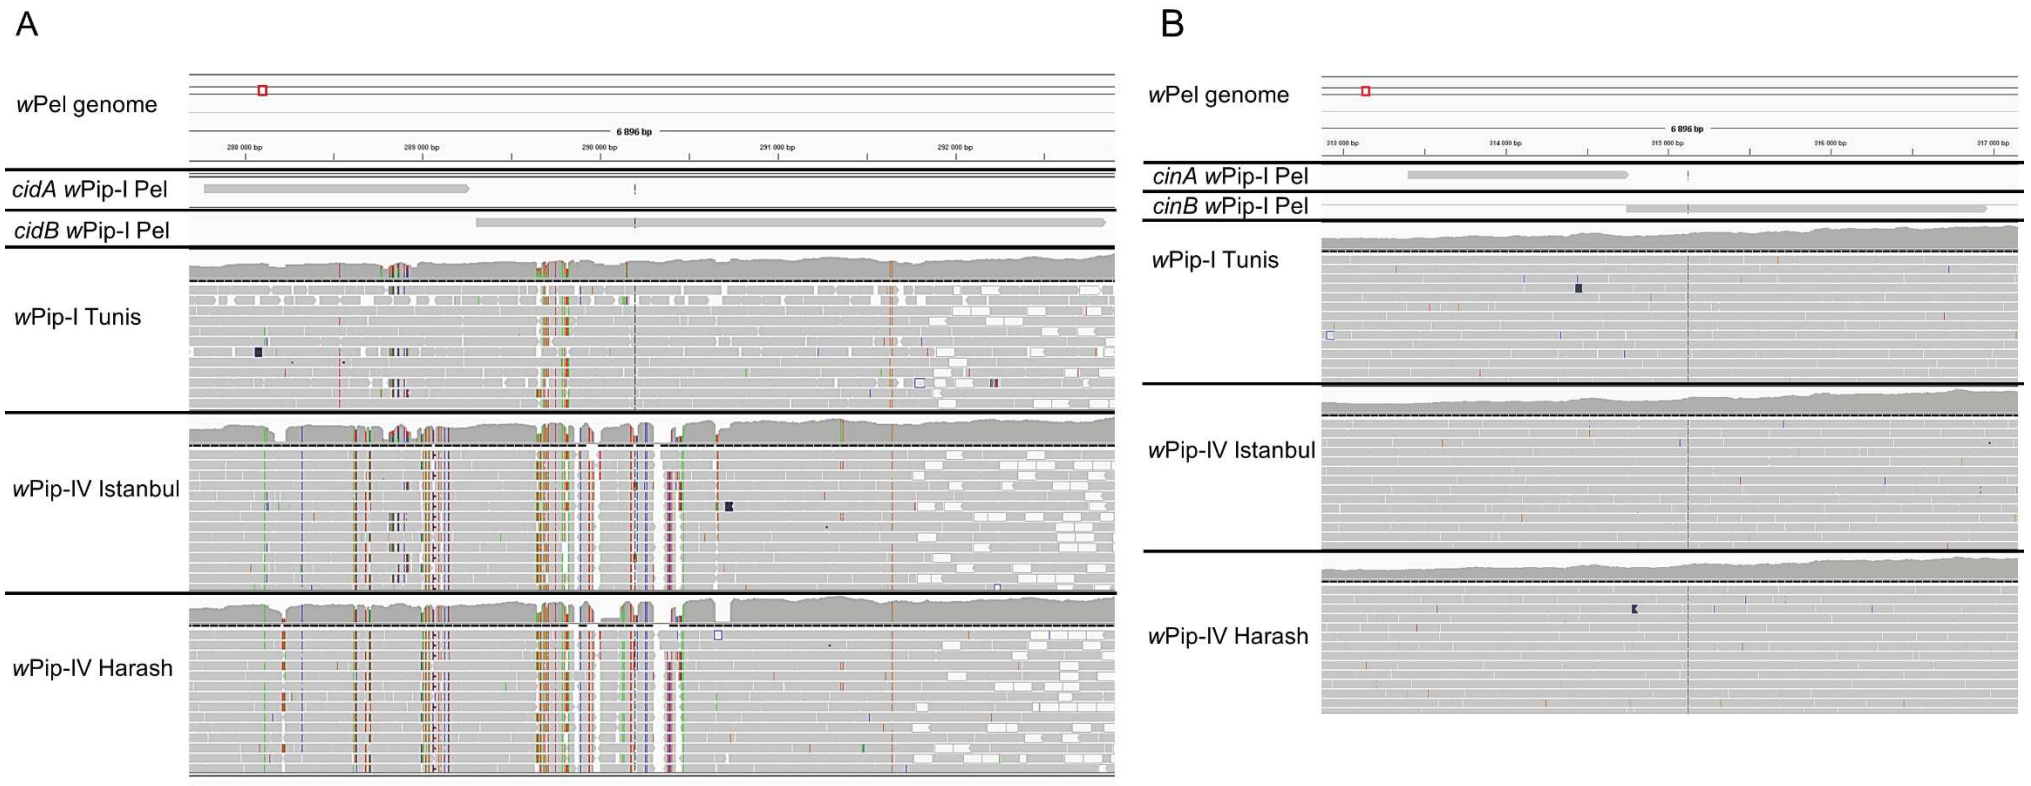 A
wPel genome
6 896 bp
288 000 bp 289 000 bp 290 000 bp 291 000 bp 292 000 bp
cidA wPip-I Pel
cidB wPip-I Pel
wPip-I Tunis
wPip-IV Istanbul
wPip-IV Harash
B
wPel genome
6 896 bp
313 000 bp 314 000 bp 315 000 bp 316 000 bp 317 000 bp
cinA wPip-I Pel
cinB wPip-I Pel
wPip-I Tunis
wPip-IV Istanbul
wPip-IV Harash